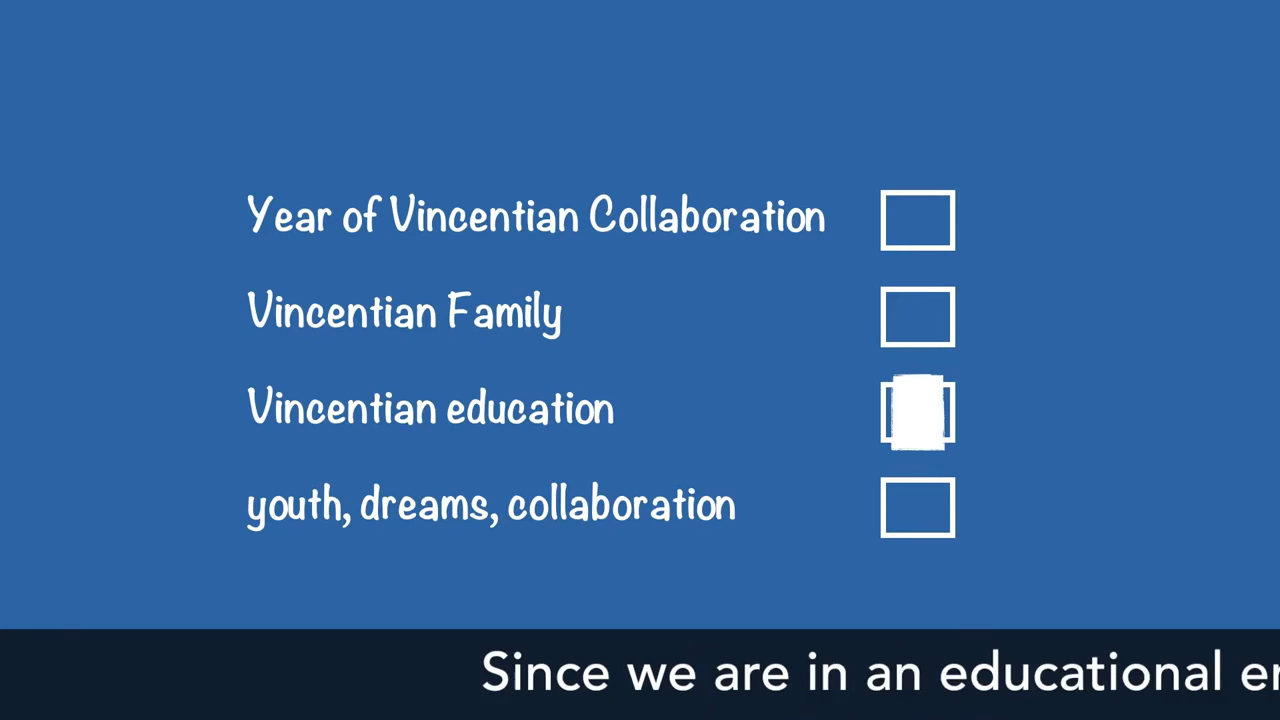 Year of Vincentian Collaboration
Vincentian Family
Vincentian education
youth, dreams, collaboration
Since we are in an educational